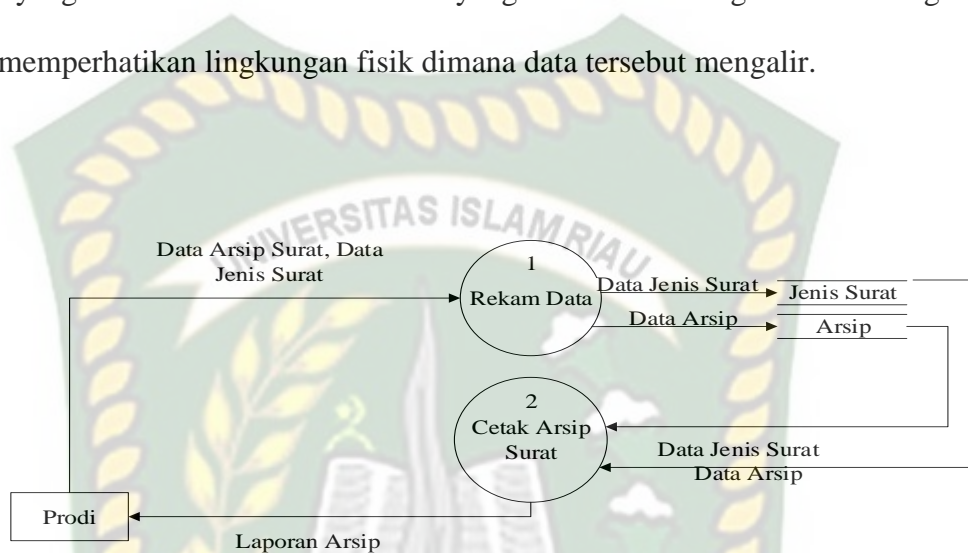 memperhatikan lingkungan fisik dimana data tersebut mengalir.
UNIVERSITAS ISLAM RIAU
Data Arsip Surat, Data
Jenis Surat
1
Rekam Data
Data Jenis Surat
Jenis Surat
Data Arsip
Arsip
2
Cetak Arsip
Surat
Data Jenis Surat
Data Arsip
Prodi
Laporan Arsip